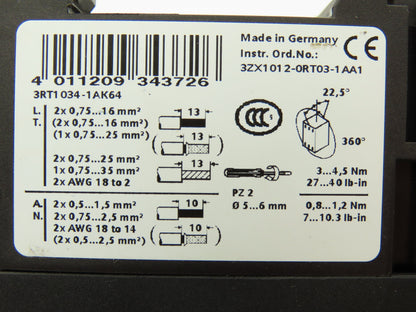 Made in Germany
Instr. Ord.No.:
3ZX1012-0RT03-1AA1
CE
4 011209 343726
3RT1034-1AK64
22,5°
L. 2x 0,75...16 mm² 13
T. (2x 0,75...16 mm²)
(1x 0,75...25 mm²) ( 13 )
CCC S
360°
2x 0,75...25 mm² 13
1x 0,75...35 mm²
2x AWG 18 to 2
3...4,5 Nm
27...40 lb-in
PZ 2
Ø 5...6 mm
A. 2x 0,5...1,5 mm² 10
N. 2x 0,75...2,5 mm²
2x AWG 18 to 14
(2x 0,5...2,5 mm²) ( 10 )
0,8...1,2 Nm
7...10.3 lb-in